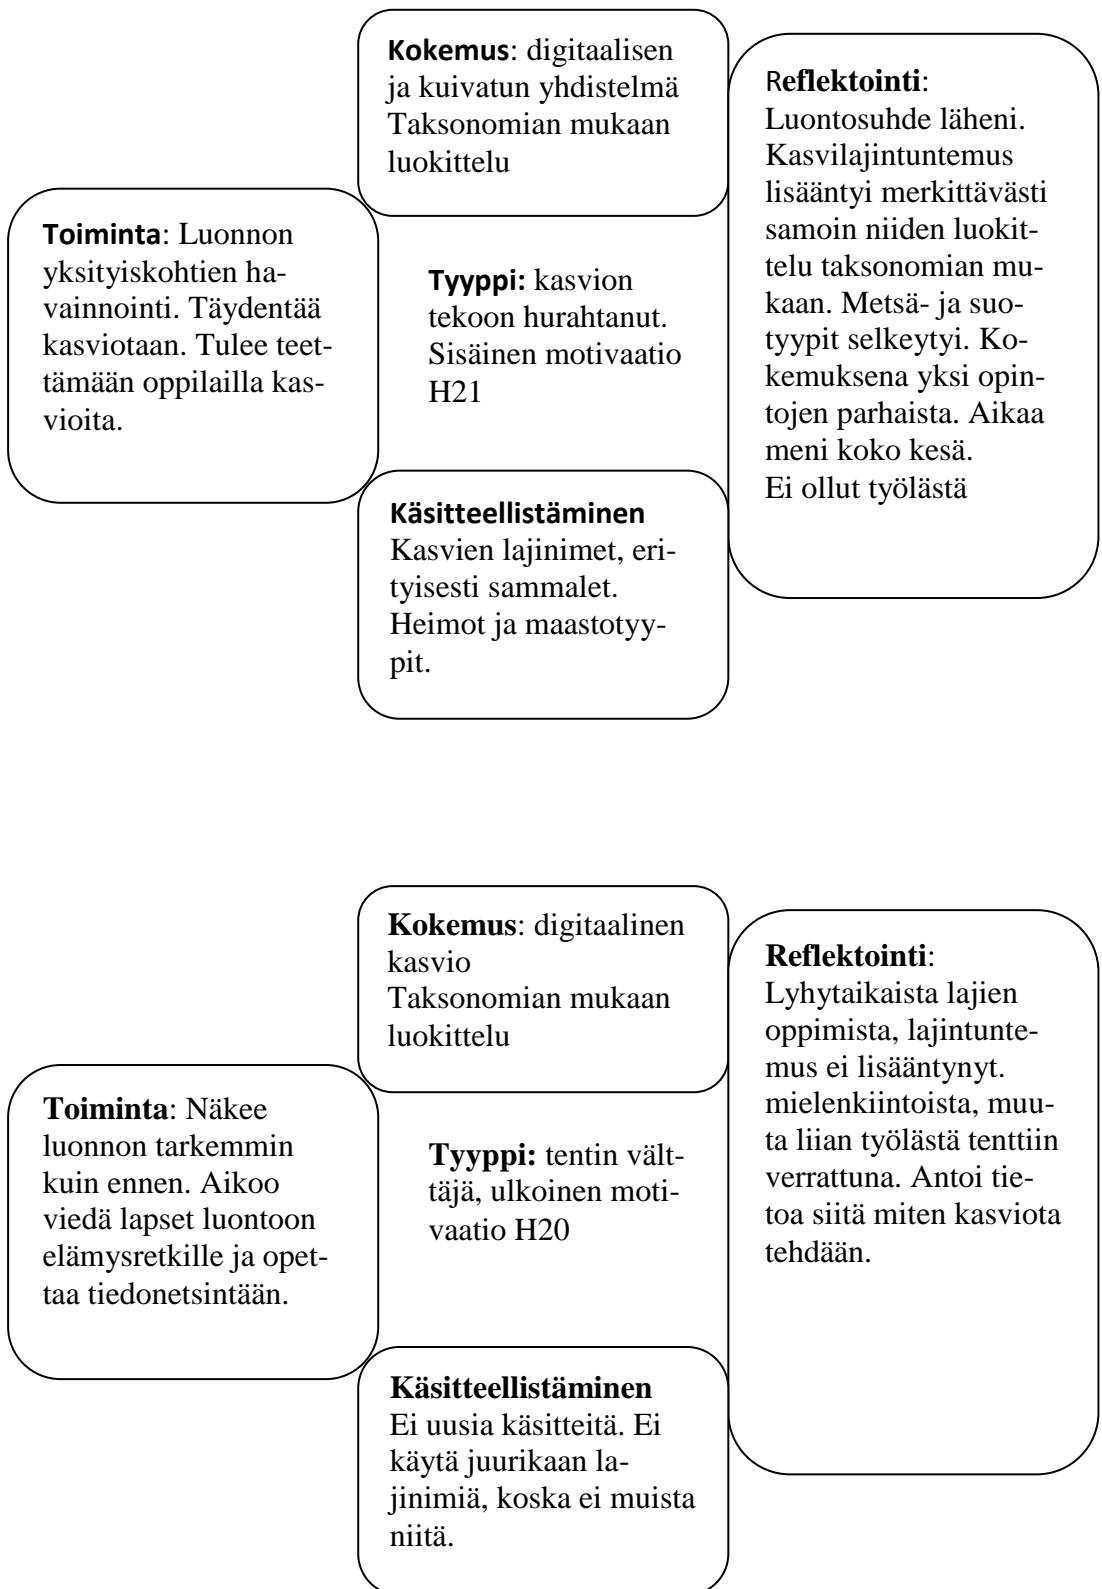 Kokemus: digitaalisen
ja kuivatun yhdistelmä
Taksonomian mukaan
luokittelu
Reflektointi:
Luontosuhde läheni.
Kasvilajintuntemus
lisääntyi merkittävästi
samoin niiden luokit-
telu taksonomian mu-
kaan. Metsä- ja suo-
tyypit selkeytyi. Ko-
kemuksena yksi opin-
tojen parhaista. Aikaa
meni koko kesä.
Ei ollut työlästä
Toiminta: Luonnon
yksityiskohtien ha-
vainnointi. Täydentää
kasviotaan. Tulee teet-
tämään oppilailla kas-
vioita.
Tyyppi: kasvion
tekoon hurahtanut.
Sisäinen motivaatio
H21
Käsitteellistäminen
Kasvien lajinimet, eri-
tyisesti sammalet.
Heimot ja maastotyy-
pit.
Kokemus: digitaalinen
kasvio
Taksonomian mukaan
luokittelu
Reflektointi:
Lyhytaikaista lajien
oppimista, lajintunte-
mus ei lisääntynyt.
mielenkiintoista, muu-
ta liian työlästä tenttiin
verrattuna. Antoi tie-
toa siitä miten kasviota
tehdään.
Toiminta: Näkee
luonnon tarkemmin
kuin ennen. Aikoo
viedä lapset luontoon
elämysretkille ja opet-
taa tiedonetsintään.
Tyyppi: tentin vält-
täjä, ulkoinen moti-
vaatio H20
Käsitteellistäminen
Ei uusia käsitteitä. Ei
käytä juurikaan la-
jinimiä, koska ei muista
niitä.